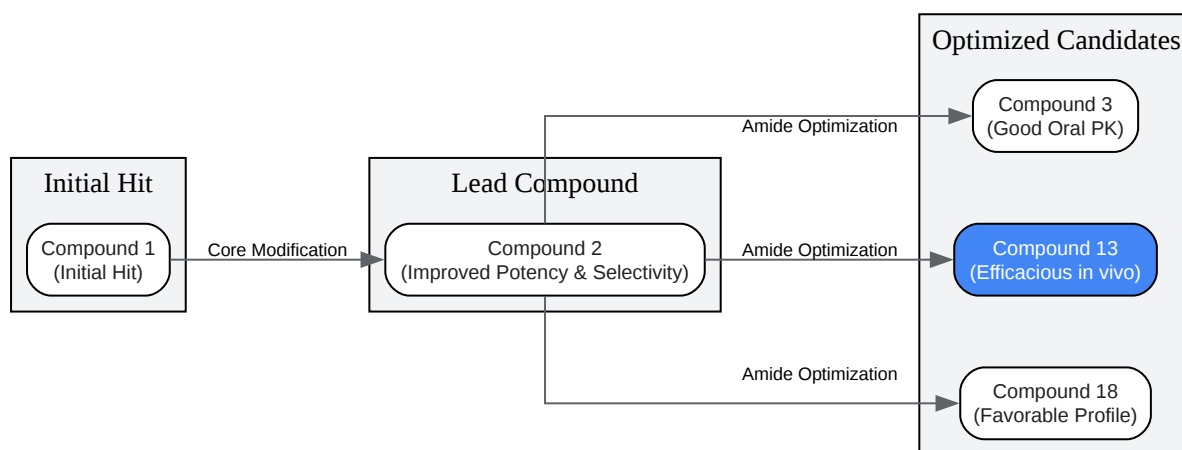 Initial Hit
Compound 1
(Initial Hit)
Core Modification
Lead Compound
Compound 2
(Improved Potency & Selectivity)
Amide Optimization
Amide Optimization
Amide Optimization
Optimized Candidates
Compound 3
(Good Oral PK)
Compound 13
(Efficacious in vivo)
Compound 18
(Favorable Profile)